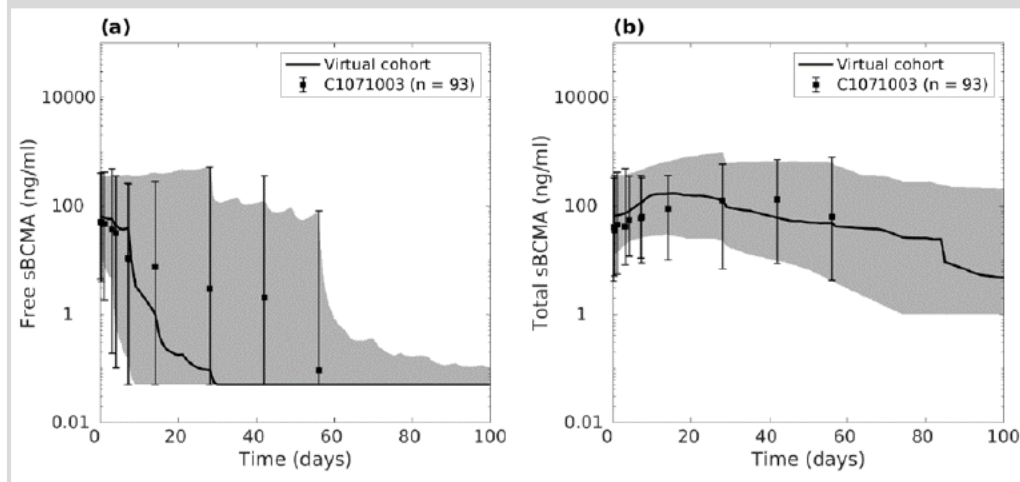 (a)
Virtual cohort
C1071003 (n = 93)
10000
100
1
0.01
Free sBCMA (ng/ml)
0
20
40
60
80
100
Time (days)
(b)
Virtual cohort
C1071003 (n = 93)
10000
100
1
0.01
Total sBCMA (ng/ml)
0
20
40
60
80
100
Time (days)